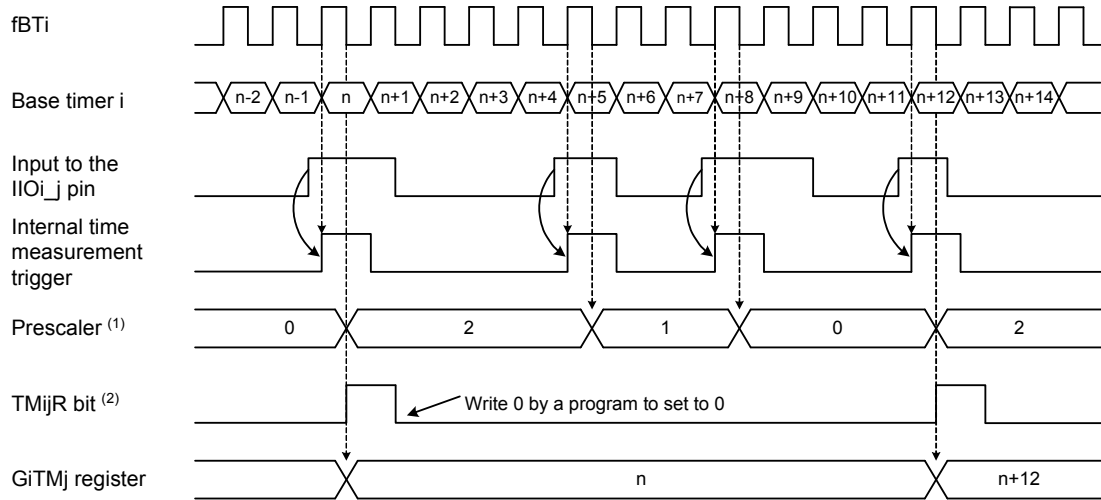 fBTi
Base timer i
n-2 n-1 n n+1 n+2 n+3 n+4 n+5 n+6 n+7 n+8 n+9 n+10 n+11 n+12 n+13 n+14
Input to the
IIOi_j pin
Internal time
measurement
trigger
Prescaler (1)
0 2 1 0 2
TMijR bit (2)
Write 0 by a program to set to 0
GiTMj register
n n+12